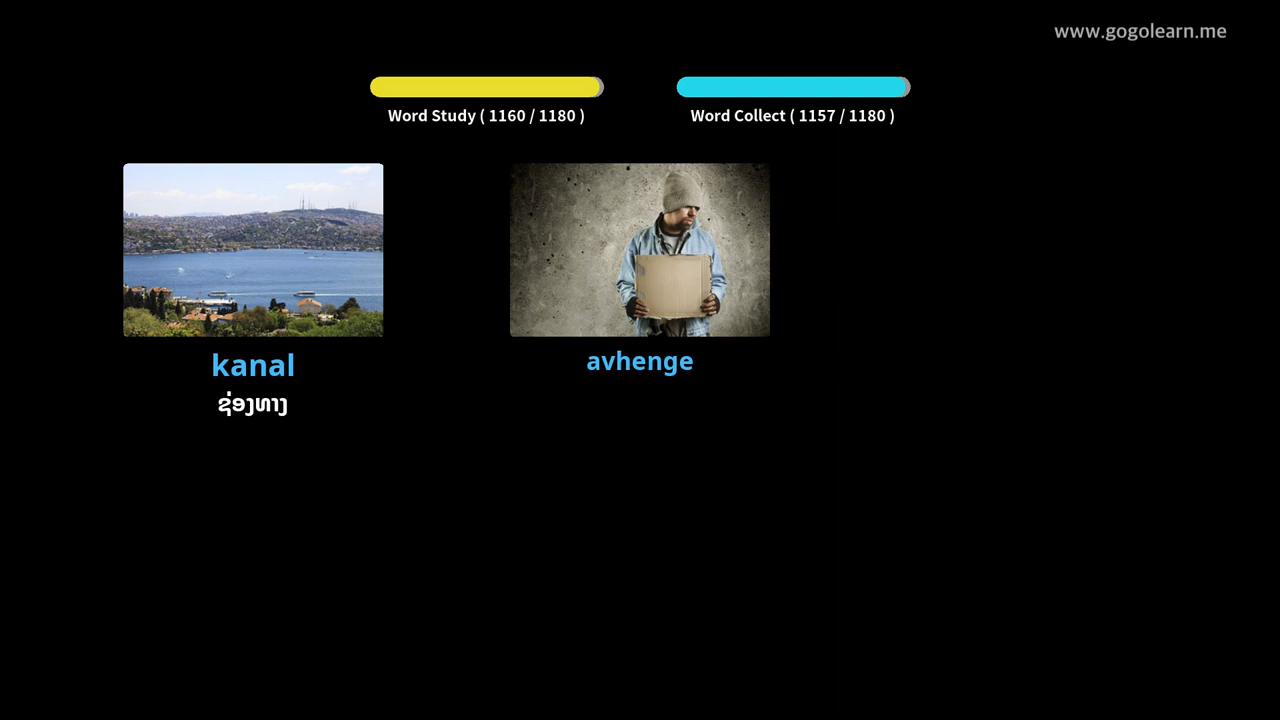 www.gogolearn.me
Word Study ( 1160 / 1180 )
Word Collect ( 1157 / 1180 )
kanal
avhenge
ຊ່ອງທາງ